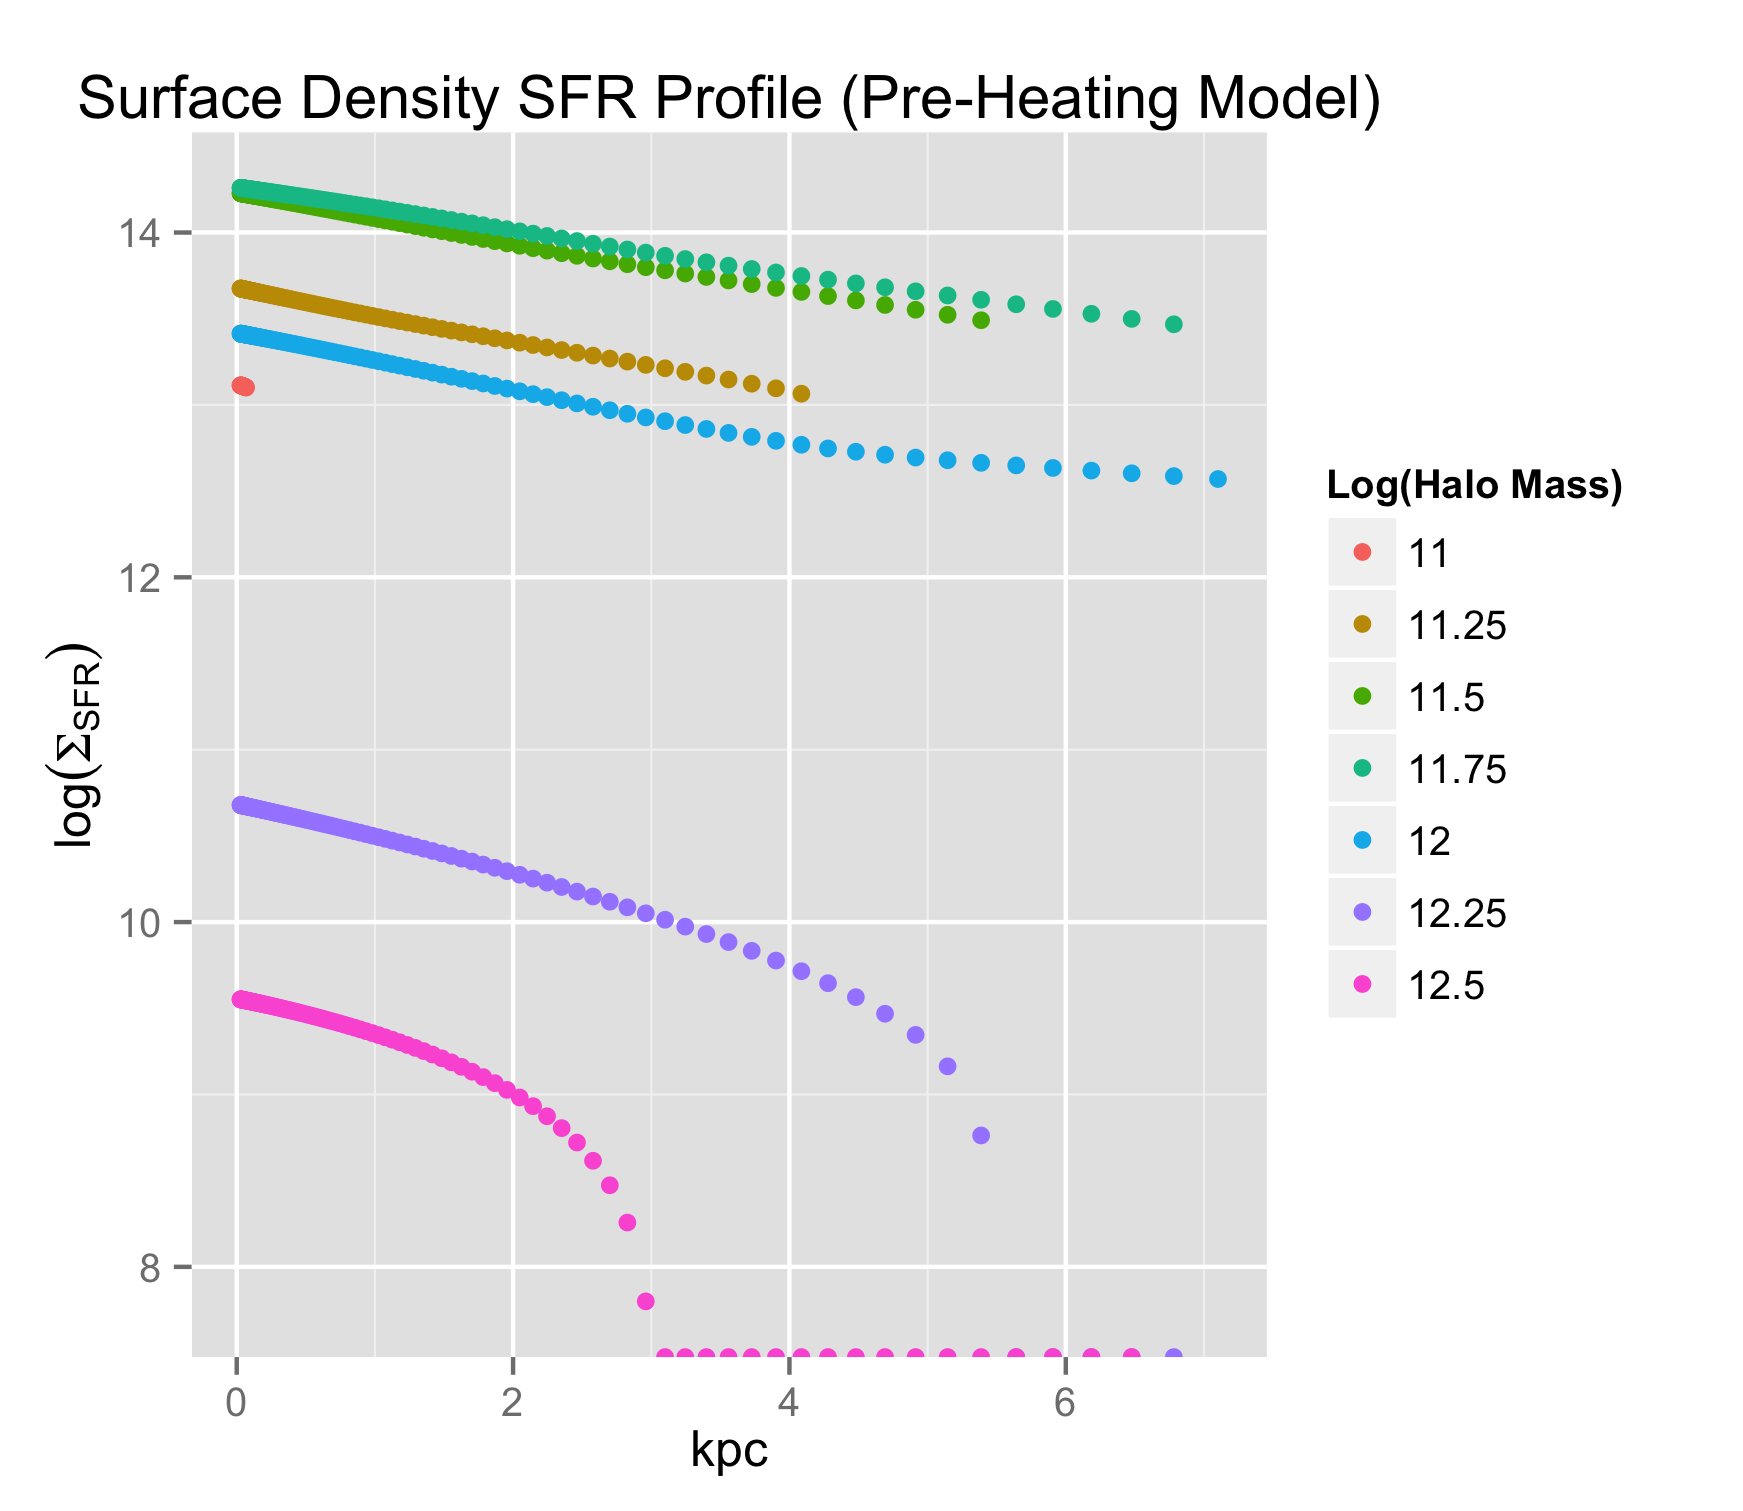 Surface Density SFR Profile (Pre-Heating Model)
14
12
10
8
log(ΣSFR)
0 2 4 6
kpc
Log(Halo Mass)
11
11.25
11.5
11.75
12
12.25
12.5